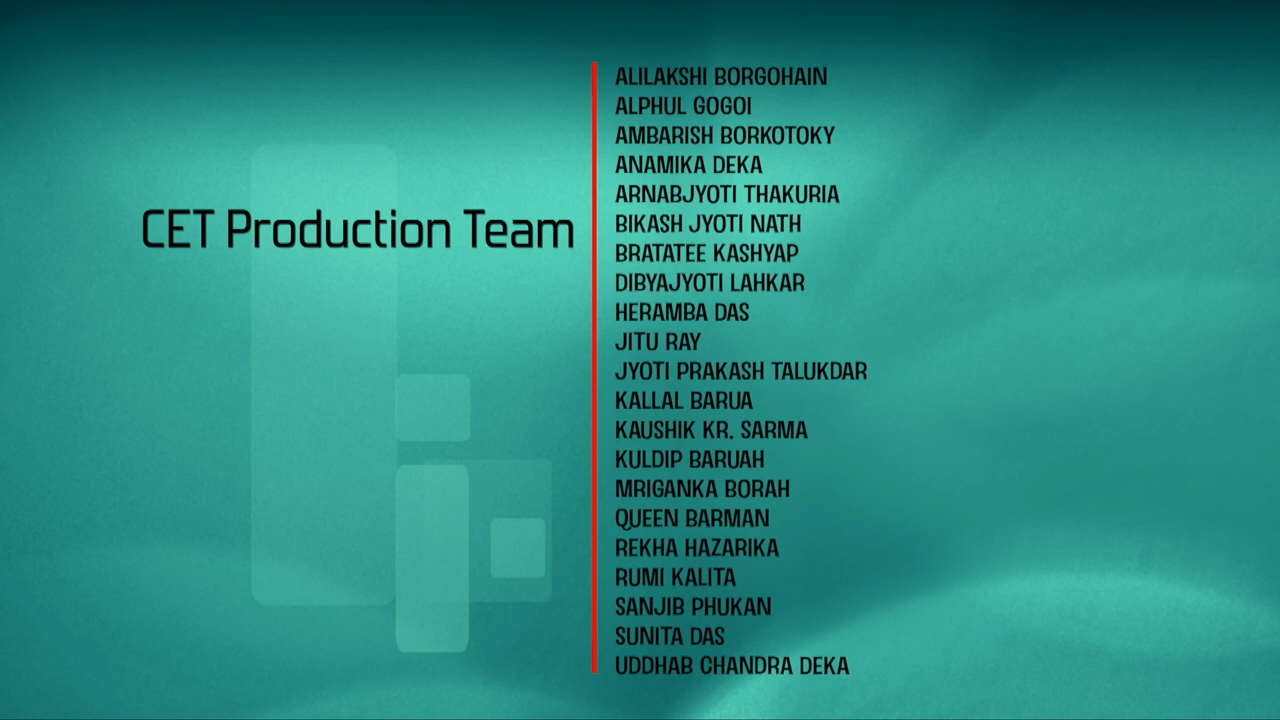 CET Production Team
ALILAKSHI BORGOHAIN
ALPHUL GOGOI
AMBARISH BORKOTOKY
ANAMIKA DEKA
ARNABJYOTI THAKURIA
BIKASH JYOTI NATH
BRATATEE KASHYAP
DIBYAJYOTI LAHKAR
HERAMBA DAS
JITU RAY
JYOTI PRAKASH TALUKDAR
KALLAL BARUA
KAUSHIK KR. SARMA
KULDIP BARUAH
MRIGANKA BORAH
QUEEN BARMAN
REKHA HAZARIKA
RUMI KALITA
SANJIB PHUKAN
SUNITA DAS
UDDHAB CHANDRA DEKA